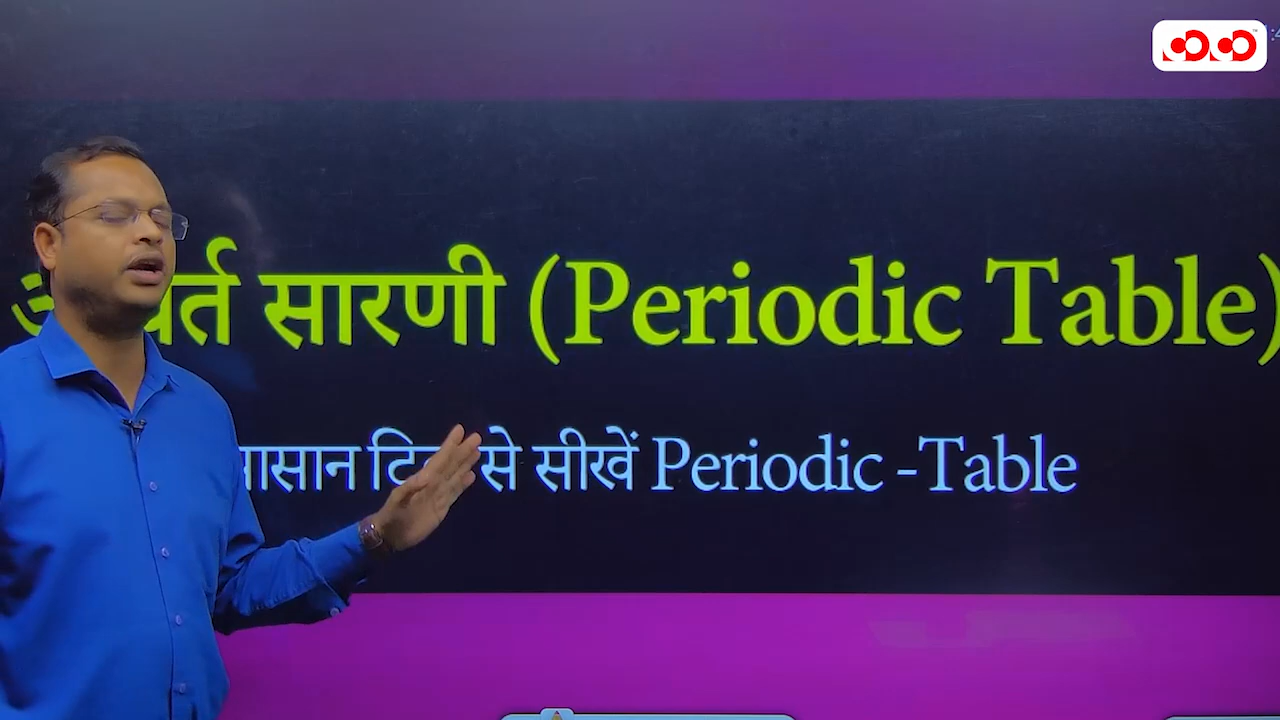 सारणी (Periodic Table)
से सीखें Periodic -Table